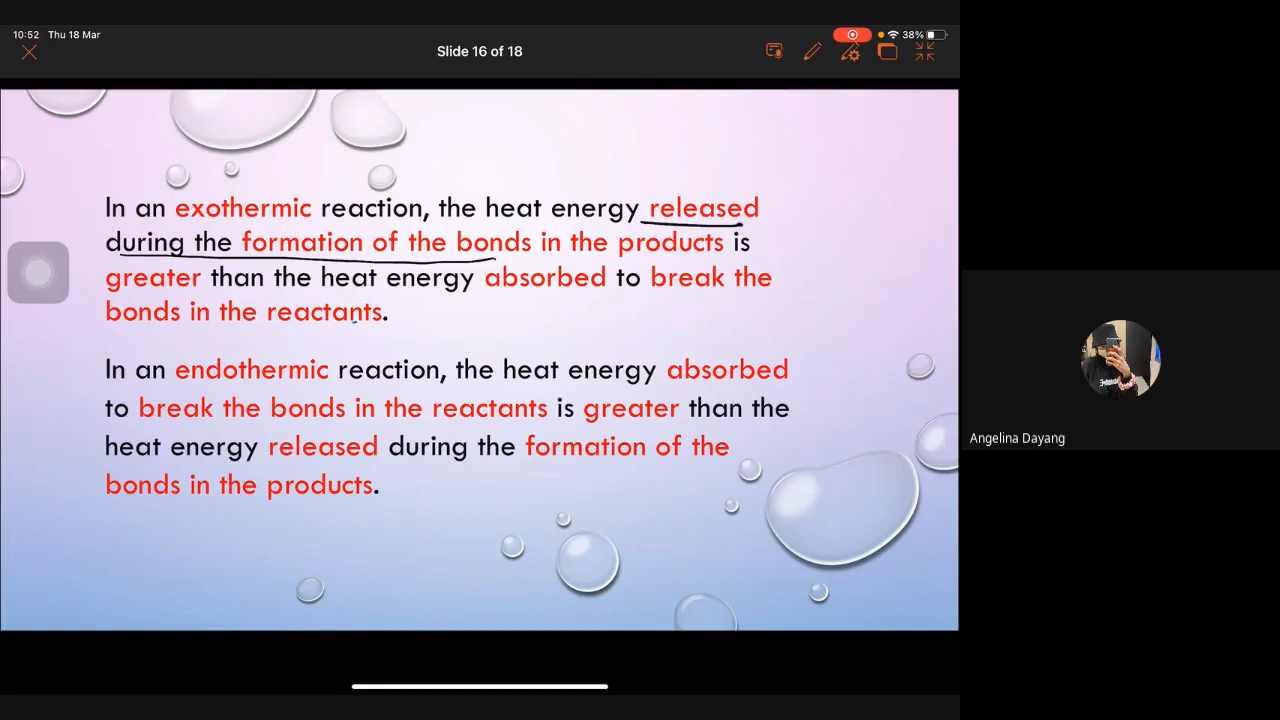 10:52 Thu 18 Mar
38%
Slide 16 of 18
In an exothermic reaction, the heat energy released
during the formation of the bonds in the products is
greater than the heat energy absorbed to break the
bonds in the reactants.
In an endothermic reaction, the heat energy absorbed
to break the bonds in the reactants is greater than the
heat energy released during the formation of the
bonds in the products.
Angelina Dayang